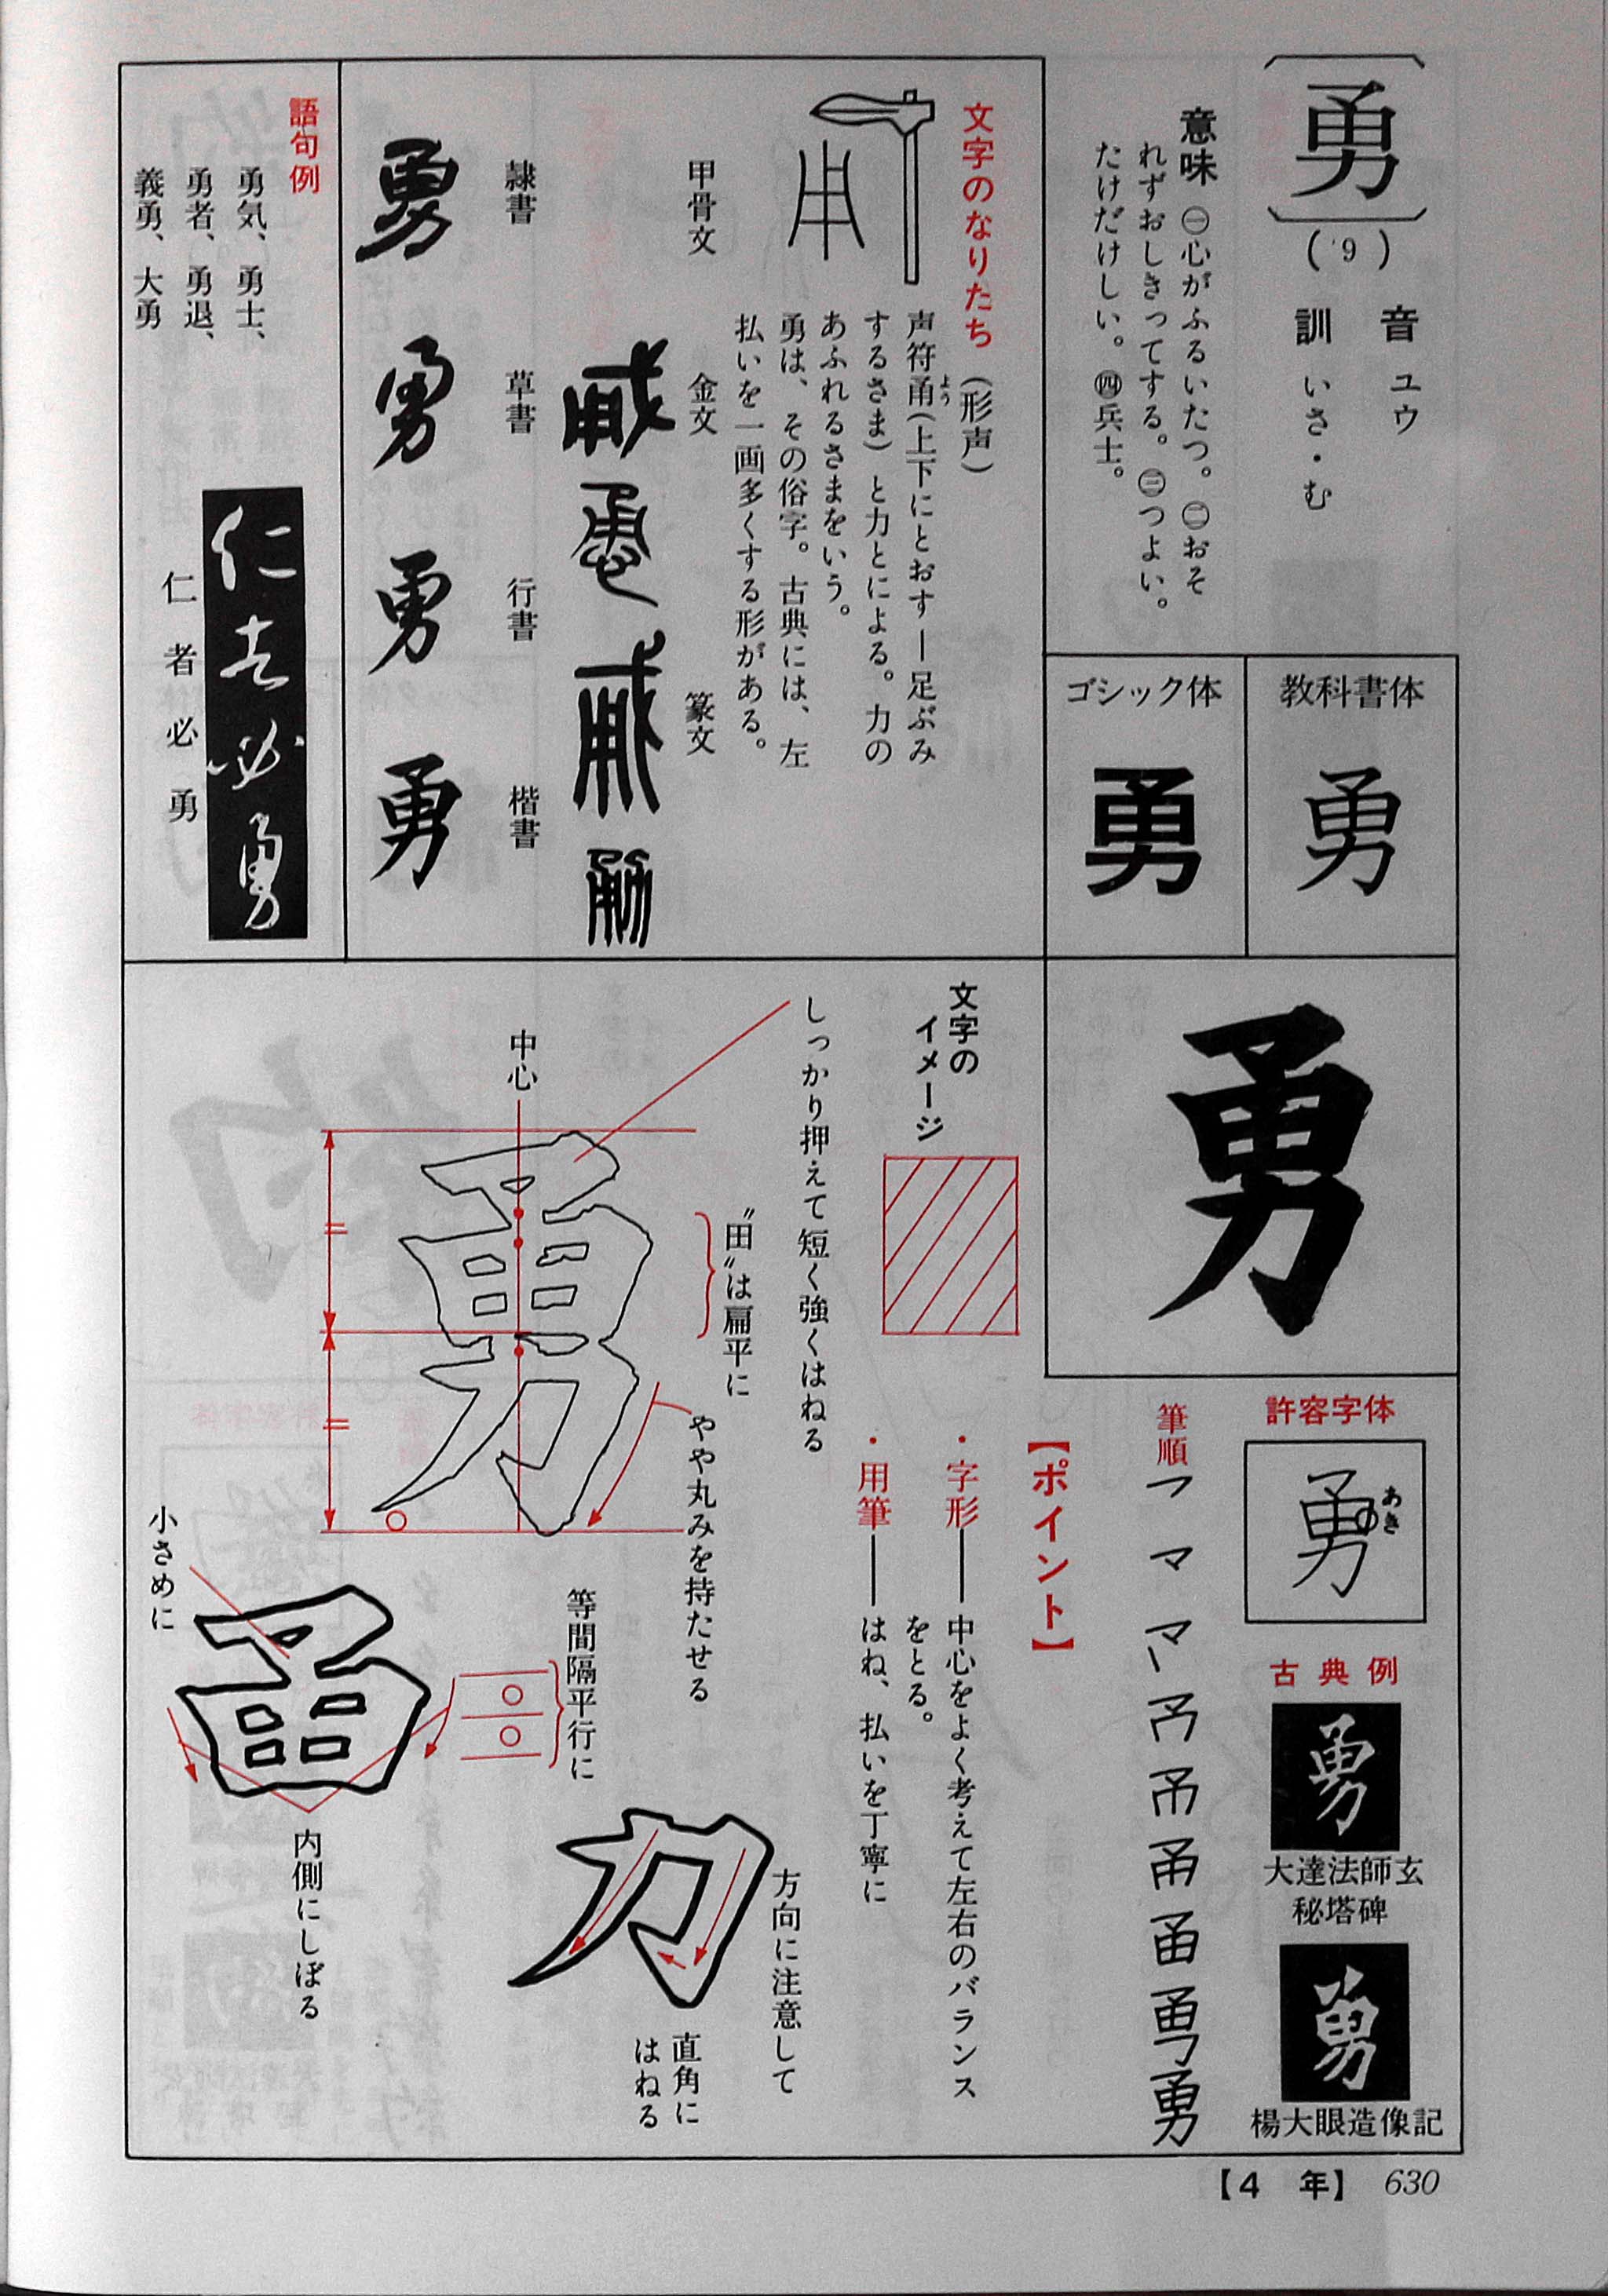 勇
(9)
音 ユウ
訓 いさ・む
意味 ㊀心がふるいたつ。㊁おそ
れずおしきってする。㊂つよい。
たけだけしい。㊃兵士。
教科書体
勇
ゴシック体
勇
文字のなりたち(形声)
声符甬(上下にとおす―足ぶみ
よう
するさま)と力とによる。力の
あふれるさまをいう。
勇は、その俗字。古典には、左
払いを一画多くする形がある。
甲骨文
金文
篆文
隷書
草書
行書
楷書
勇
勇
勇
勇
語句例
勇気、勇士、
勇者、勇退、
義勇、大勇
仁者必勇
仁者必勇
勇
許容字体
勇
あき
古典例
勇
大達法師玄
秘塔碑
勇
楊大眼造像記
筆順
勇
【ポイント】
・字形――中心をよく考えて左右のバランス
をとる。
・用筆――はね、払いを丁寧に
文字の
イメージ
しっかり押えて短く強くはねる
〝田〟は扁平に
やや丸みを持たせる
中心
勇
等間隔平行に
小さめに
内側にしぼる
力
方向に注意して
直角に
はねる
【4 年】 630